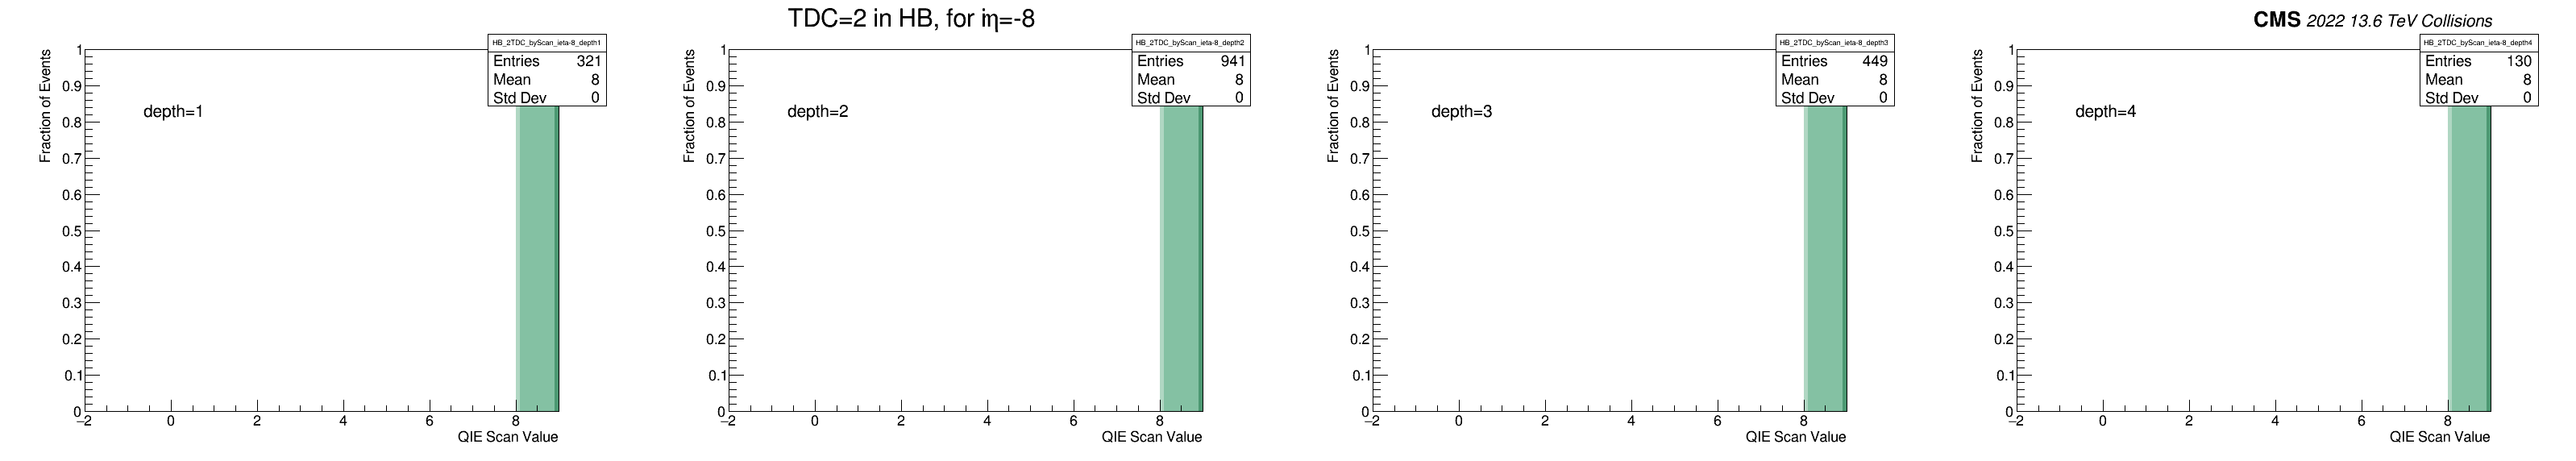 TDC=2 in HB, for iη=-8
CMS 2022 13.6 TeV Collisions
HB_2TDC_byScan_ieta-8_depth1
Entries 321
Mean 8
Std Dev 0
Fraction of Events
depth=1
1
0.9
0.8
0.7
0.6
0.5
0.4
0.3
0.2
0.1
0
−2 0 2 4 6 8
QIE Scan Value
HB_2TDC_byScan_ieta-8_depth2
Entries 941
Mean 8
Std Dev 0
Fraction of Events
depth=2
1
0.9
0.8
0.7
0.6
0.5
0.4
0.3
0.2
0.1
0
−2 0 2 4 6 8
QIE Scan Value
HB_2TDC_byScan_ieta-8_depth3
Entries 449
Mean 8
Std Dev 0
Fraction of Events
depth=3
1
0.9
0.8
0.7
0.6
0.5
0.4
0.3
0.2
0.1
0
−2 0 2 4 6 8
QIE Scan Value
HB_2TDC_byScan_ieta-8_depth4
Entries 130
Mean 8
Std Dev 0
Fraction of Events
depth=4
1
0.9
0.8
0.7
0.6
0.5
0.4
0.3
0.2
0.1
0
−2 0 2 4 6 8
QIE Scan Value